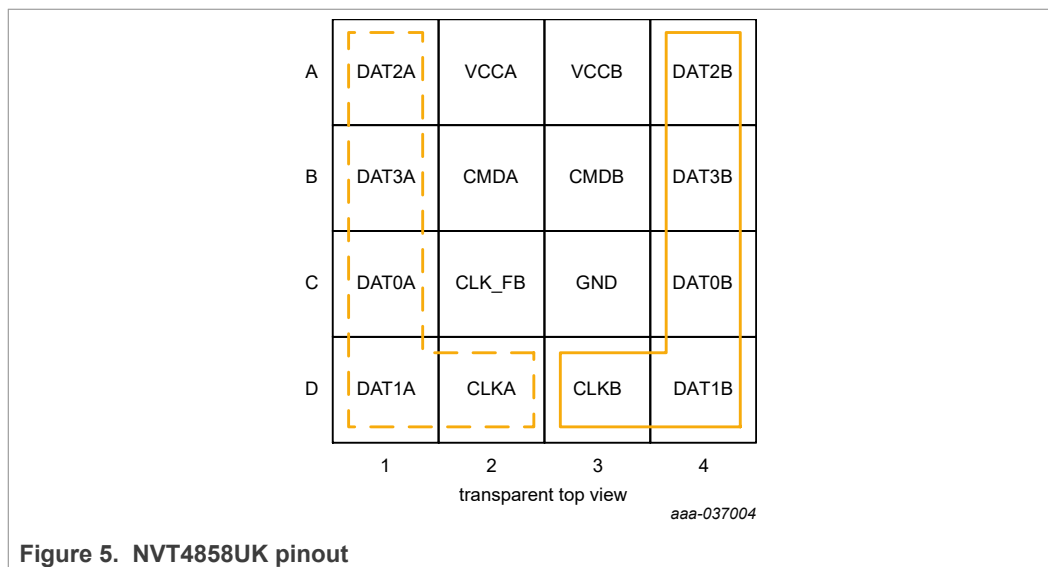 A DAT2A VCCA VCCB DAT2B
B DAT3A CMDA CMDB DAT3B
C DAT0A CLK_FB GND DAT0B
D DAT1A CLKA CLKB DAT1B
1 2 3 4
transparent top view
aaa-037004
Figure 5. NVT4858UK pinout